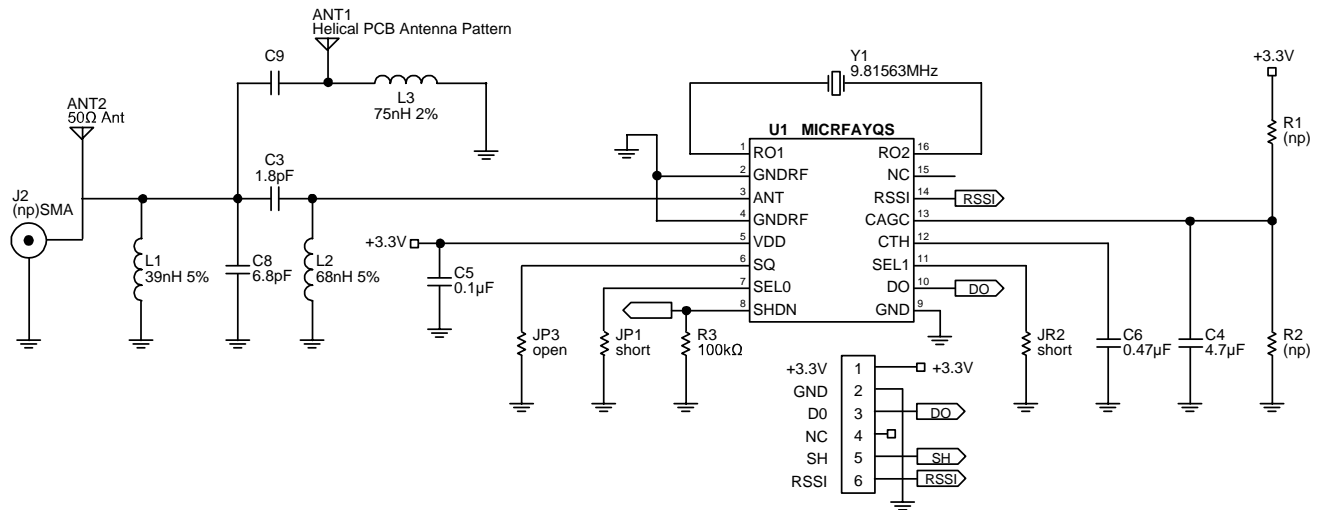 ANT1
Helical PCB Antenna Pattern
C9
L3
75nH 2%
ANT2
50Ω Ant
C3
1.8pF
J2
(np)SMA
L1
39nH 5%
C8
6.8pF
L2
68nH 5%
+3.3V
C5
0.1µF
Y1
9.81563MHz
U1 MICRFAYQS
1 RO1
2 GNDRF
3 ANT
4 GNDRF
5 VDD
6 SQ
7 SEL0
8 SHDN
RO2 16
NC 15
RSSI 14 RSSI
CAGC 13
CTH 12
SEL1 11
DO 10 DO
GND 9
+3.3V
R1
(np)
JP3
open
JP1
short
R3
100kΩ
JR2
short
C6
0.47µF
C4
4.7µF
R2
(np)
+3.3V 1 +3.3V
GND 2
D0 3 DO
NC 4
SH 5 SH
RSSI 6 RSSI